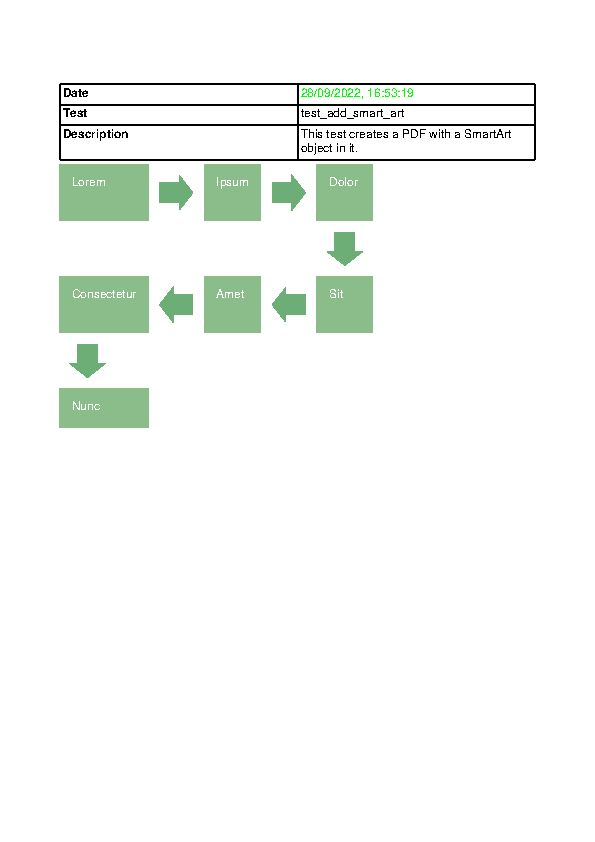 Date 28/09/2022, 16:53:19
Test test_add_smart_art
Description This test creates a PDF with a SmartArt
object in it.
Lorem Ipsum Dolor
Consectetur Amet Sit
Nunc